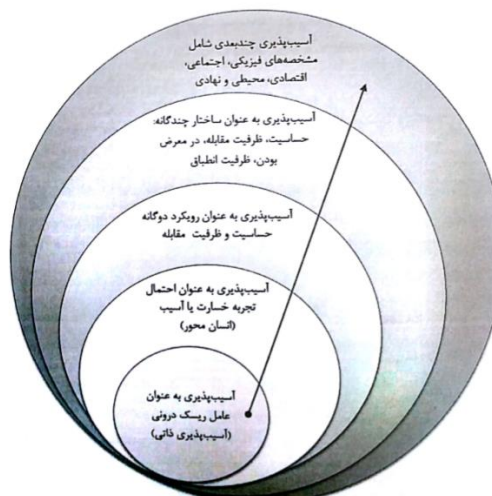 آسیب‌پذیری چندبعدی شامل
مشخصه‌های فیزیکی، اجتماعی،
اقتصادی، محیطی و نهادی
آسیب‌پذیری به عنوان ساختار چندگانه:
حساسیت، ظرفیت مقابله، در معرض
بودن، ظرفیت انطباق
آسیب‌پذیری به عنوان رویکرد دوگانه
حساسیت و ظرفیت مقابله
آسیب‌پذیری به عنوان احتمال
تجربه خسارت یا آسیب
(انسان محور)
آسیب‌پذیری به عنوان
عامل ریسک درونی
(آسیب‌پذیری ذاتی)